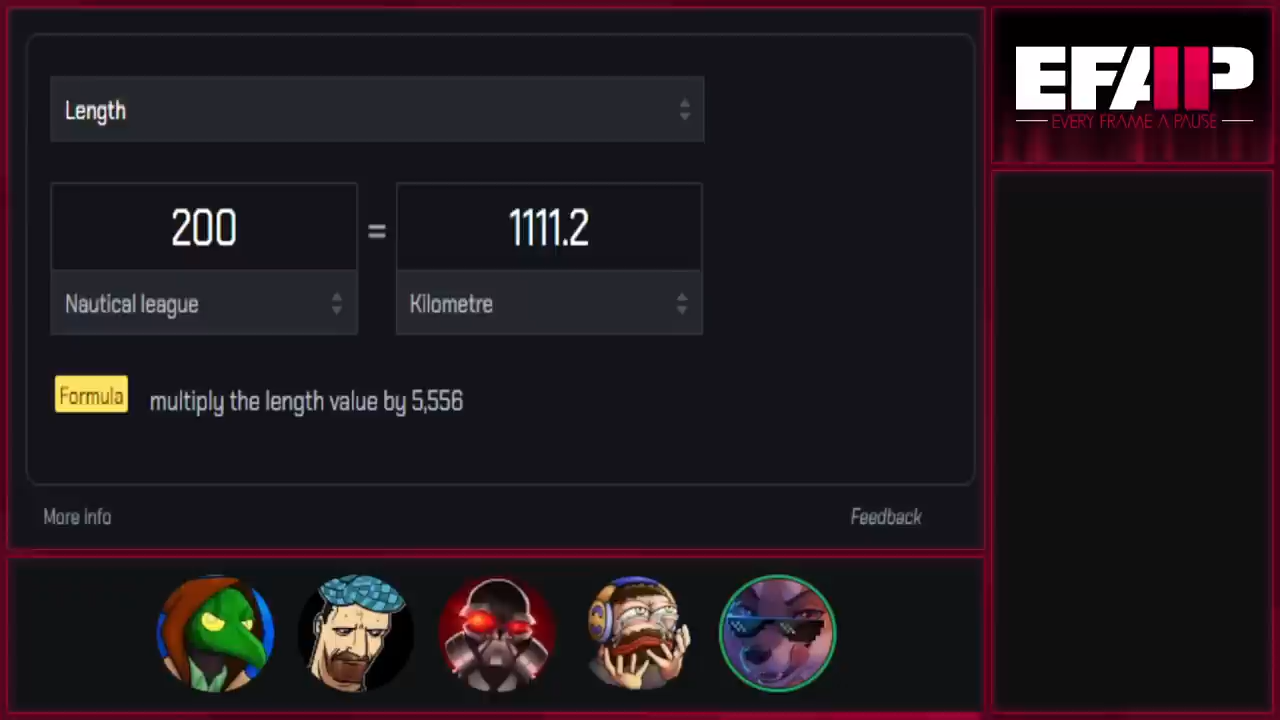 Length
200 = 1111.2
Nautical league Kilometre
Formula multiply the length value by 5,556
More info Feedback
EFAP
EVERY FRAME A PAUSE